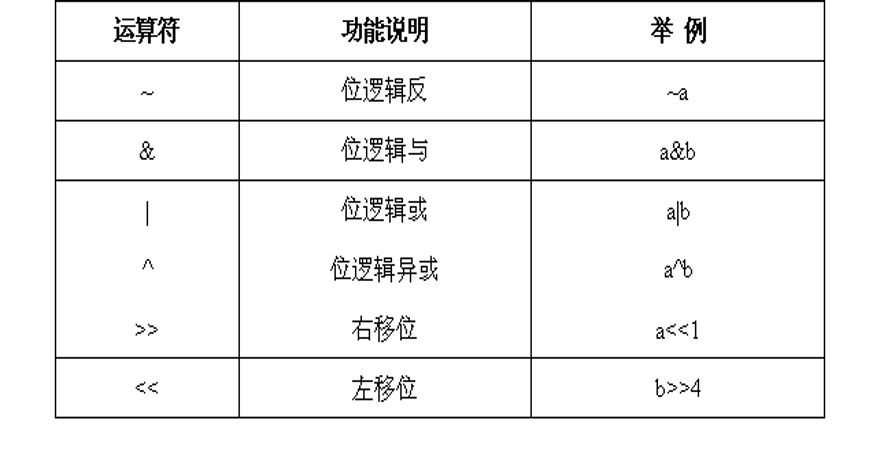 运算符 功能说明 举 例
~ 位逻辑反 ~a
& 位逻辑与 a&b
| 位逻辑或 a|b
^ 位逻辑异或 a^b
>> 右移位 a<<1
<< 左移位 b>>4